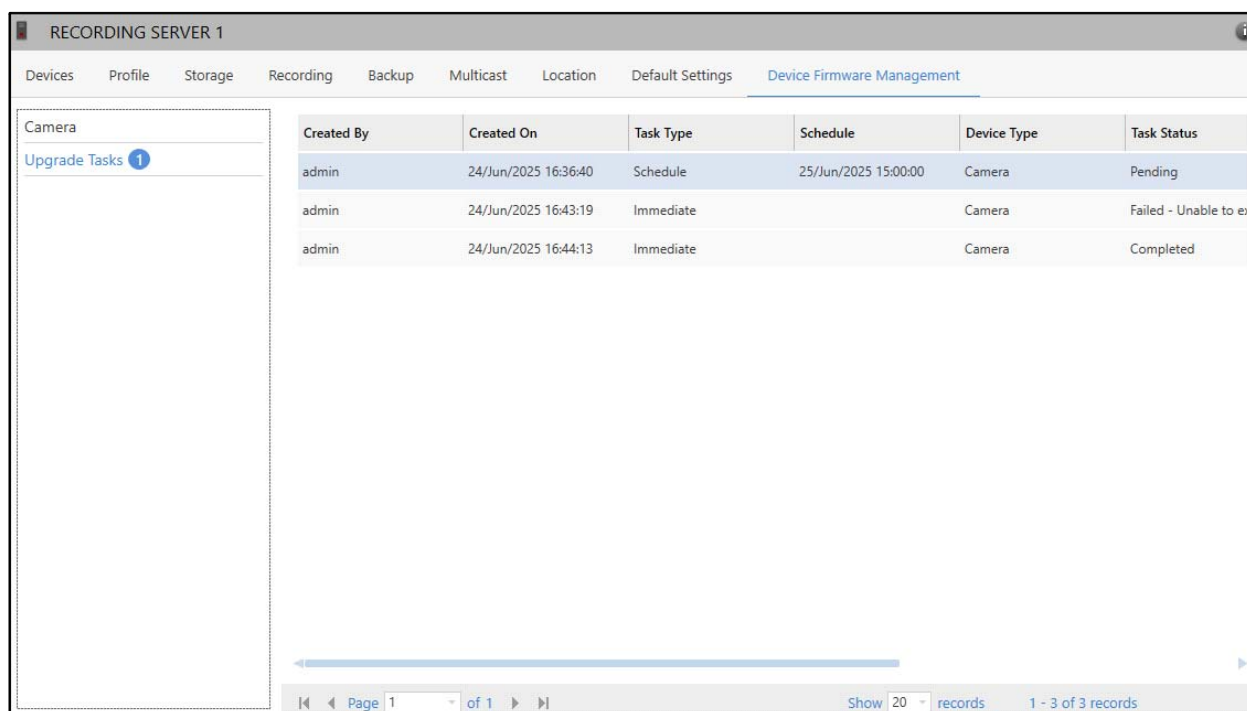 RECORDING SERVER 1
Devices Profile Storage Recording Backup Multicast Location Default Settings Device Firmware Management
Camera
Upgrade Tasks 1
Created By Created On Task Type Schedule Device Type Task Status
admin 24/Jun/2025 16:36:40 Schedule 25/Jun/2025 15:00:00 Camera Pending
admin 24/Jun/2025 16:43:19 Immediate Camera Failed - Unable to
admin 24/Jun/2025 16:44:13 Immediate Camera Completed
Page 1 of 1 Show 20 records 1 - 3 of 3 records